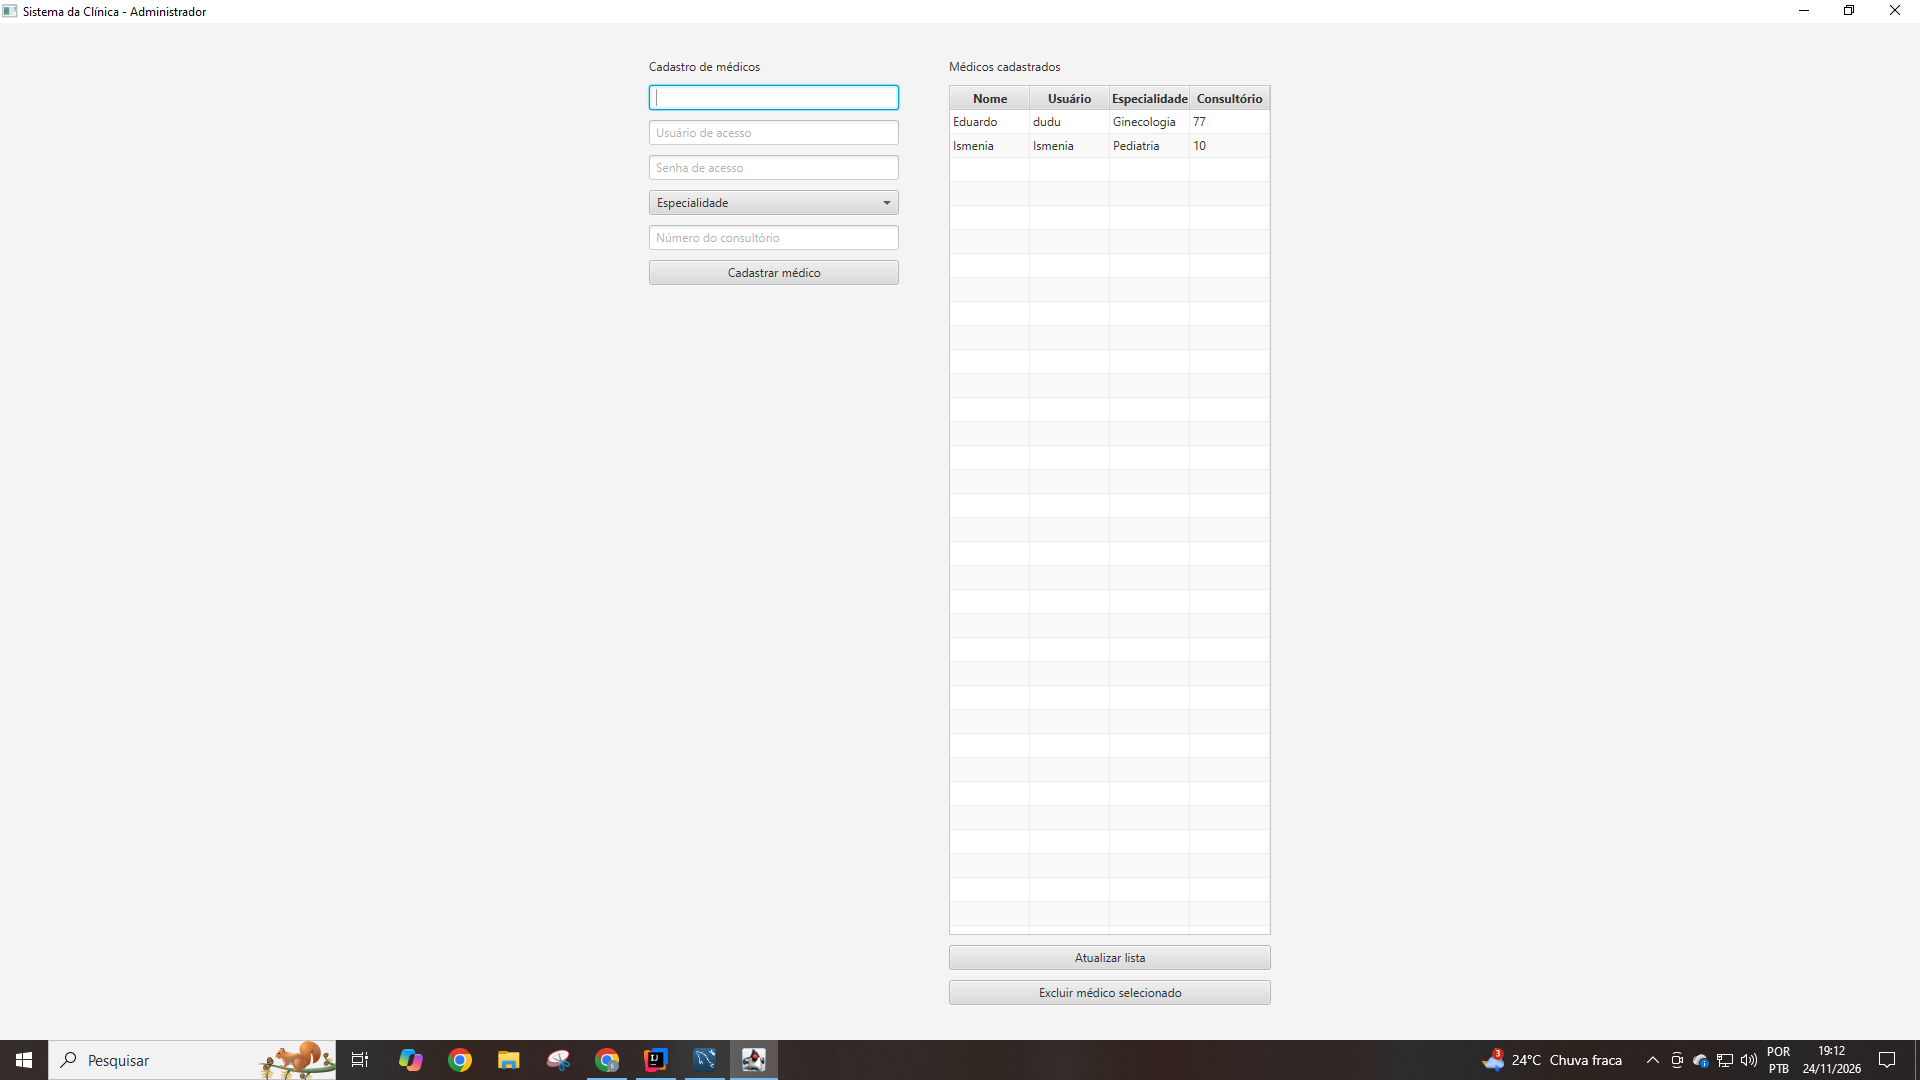 Sistema da Clínica - Administrador
Cadastro de médicos
Usuário de acesso
Senha de acesso
Especialidade
Número do consultório
Cadastrar médico
Médicos cadastrados
Nome Usuário Especialidade Consultório
Eduardo dudu Ginecologia 77
Ismenia Ismenia Pediatria 10
Atualizar lista
Excluir médico selecionado
Pesquisar
3
24°C Chuva fraca
POR
PTB
19:12
24/11/2026